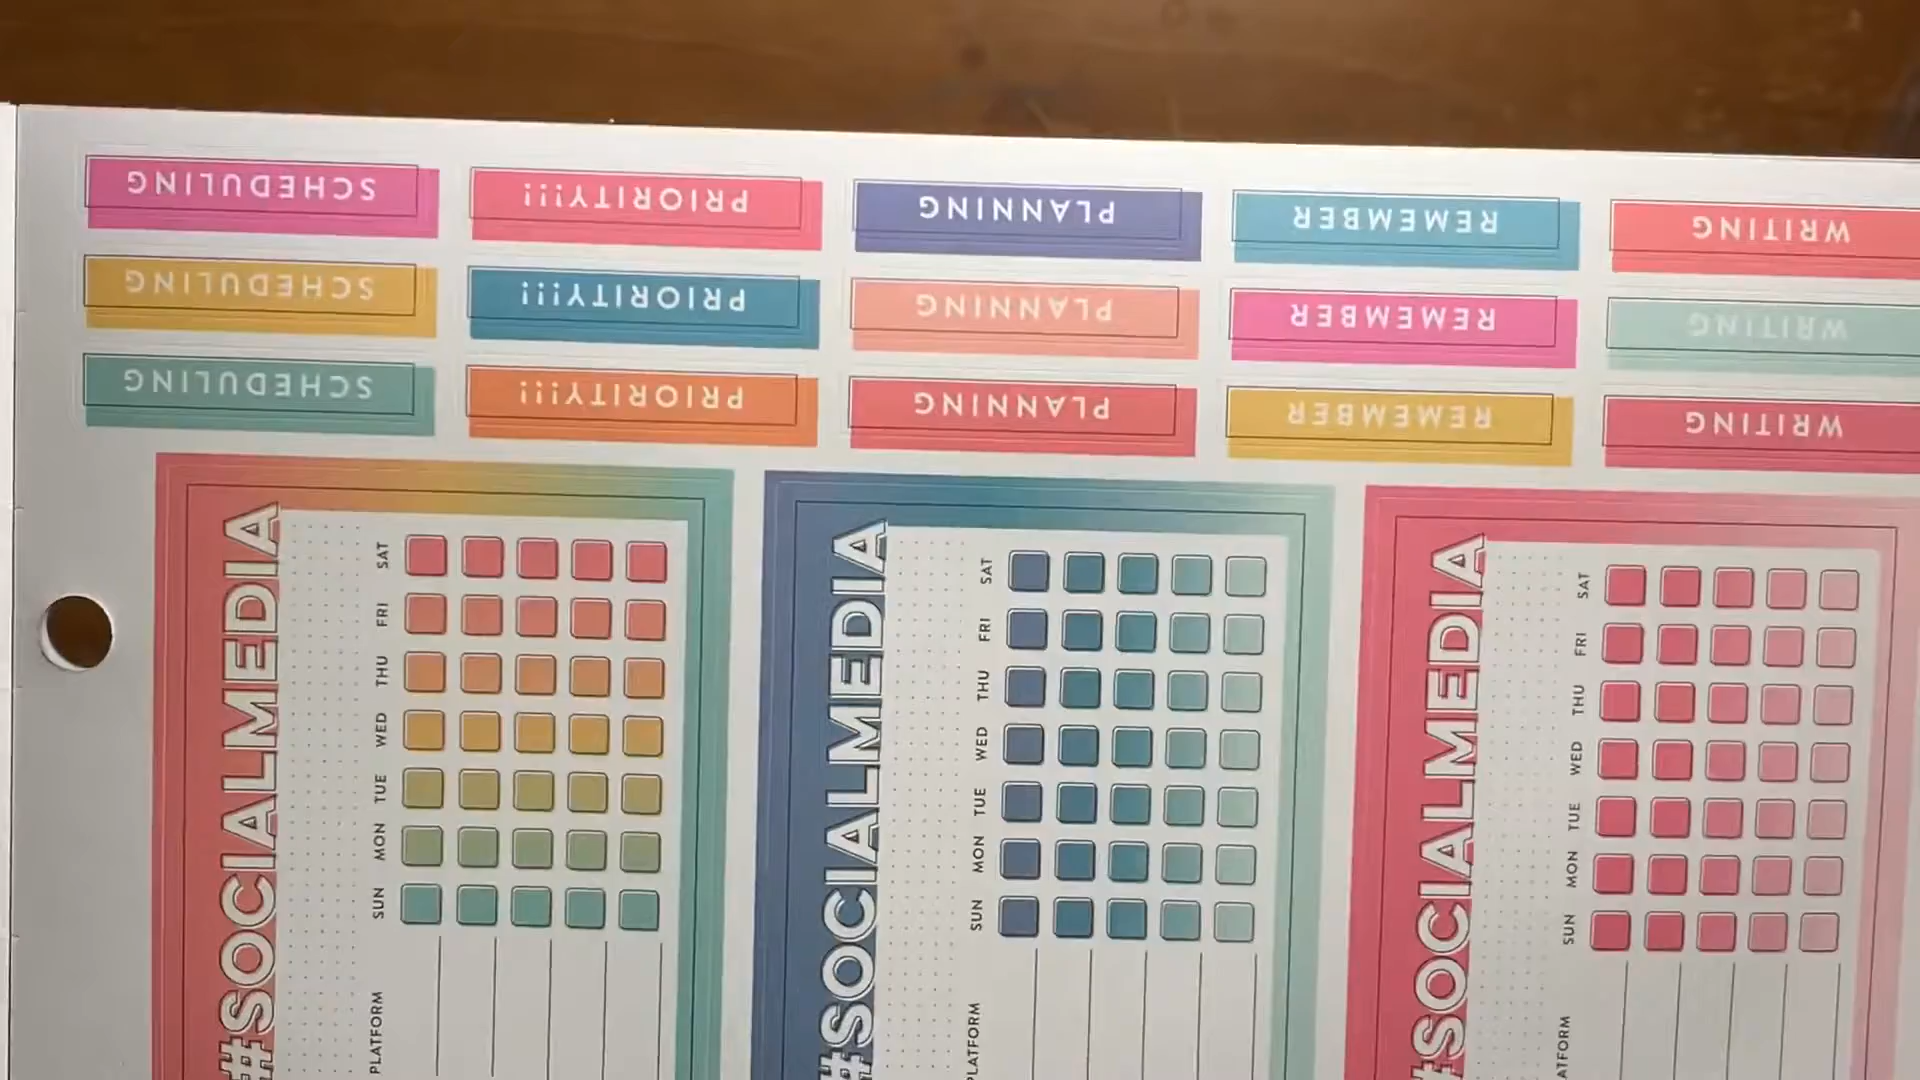 SCHEDULING
PRIORITY!!!
PLANNING
REMEMBER
WRITING
SCHEDULING
PRIORITY!!!
PLANNING
REMEMBER
WRITING
SCHEDULING
PRIORITY!!!
PLANNING
REMEMBER
WRITING
#SOCIALMEDIA
PLATFORM SUN MON TUE WED THU FRI SAT
#SOCIALMEDIA
PLATFORM SUN MON TUE WED THU FRI SAT
#SOCIALMEDIA
ATFORM SUN MON TUE WED THU FRI SAT